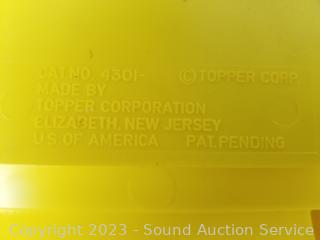 CAT. NO. 4301- ©TOPPER CORP.
MADE BY
TOPPER CORPORATION
ELIZABETH, NEW JERSEY
U.S. OF AMERICA PAT. PENDING
Copyright 2023 - Sound Auction Service